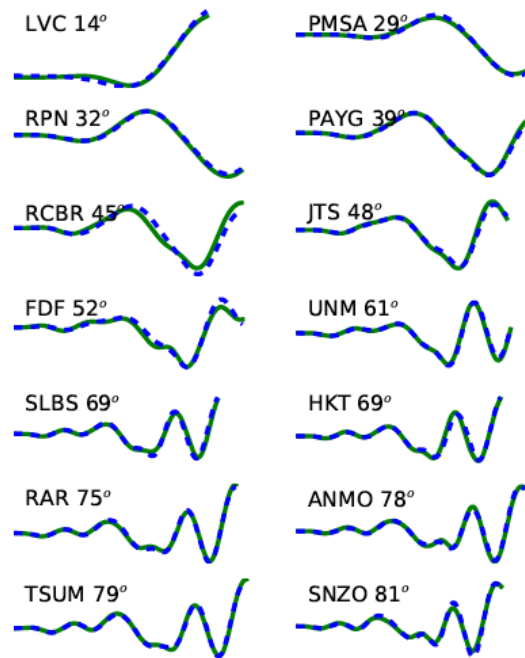 LVC 14°
PMSA 29°
RPN 32°
PAYG 39°
RCBR 45°
JTS 48°
FDF 52°
UNM 61°
SLBS 69°
HKT 69°
RAR 75°
ANMO 78°
TSUM 79°
SNZO 81°